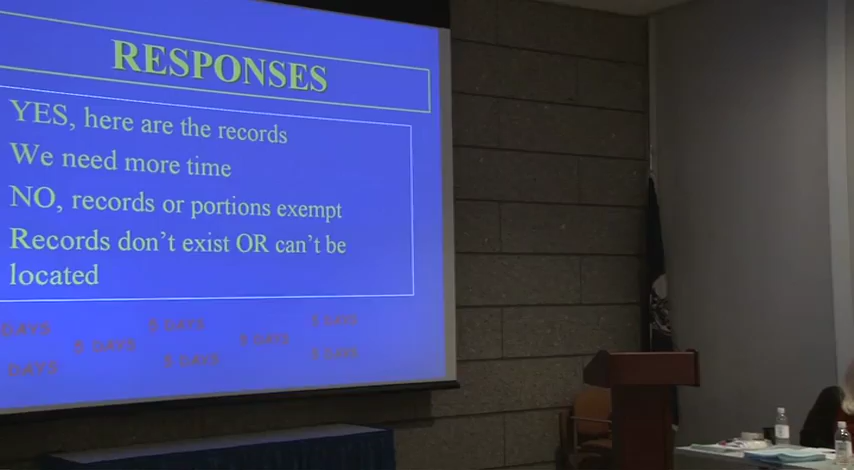 RESPONSES
YES, here are the records
We need more time
NO, records or portions exempt
Records don't exist OR can't be
located
DAYS 5 DAYS 5 DAYS
5 DAYS 5 DAYS
DAYS 5 DAYS 5 DAYS